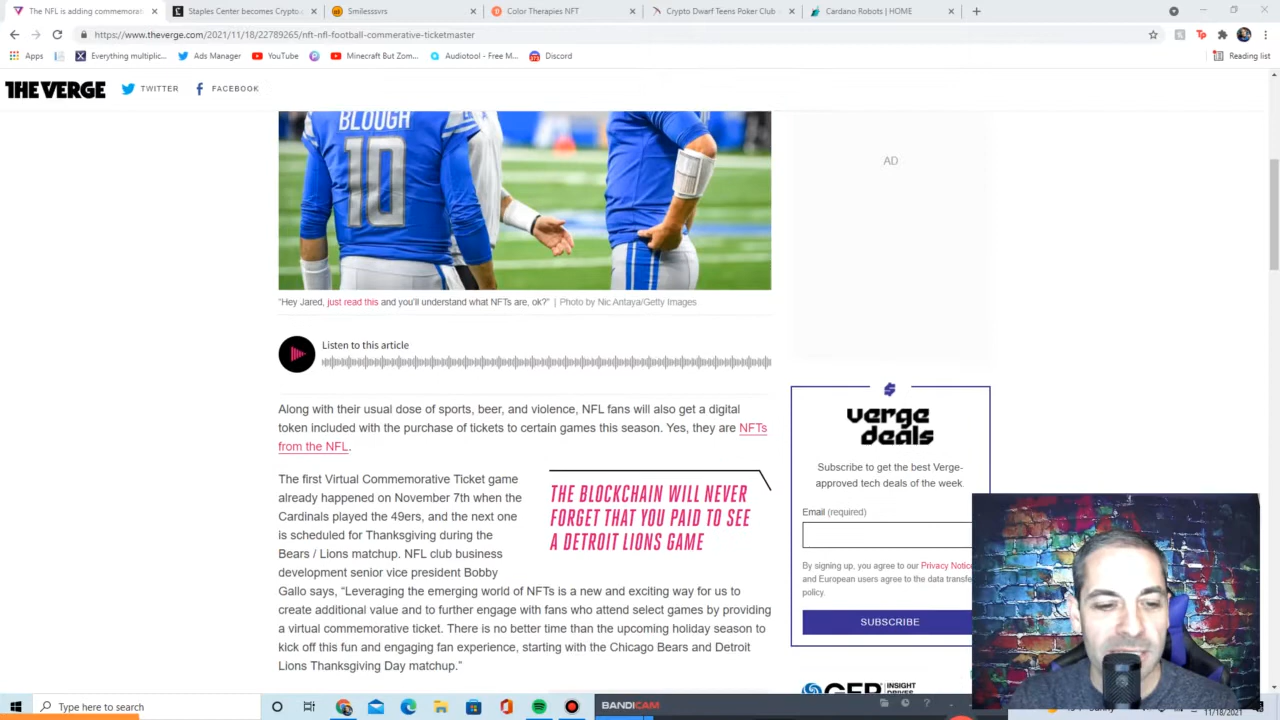 The NFL is adding commemora
Staples Center becomes Crypto.c
Smilesssvrs
Color Therapies NFT
Crypto Dwarf Teens Poker Club
Cardano Robots | HOME
https://www.theverge.com/2021/11/18/22789265/nft-nfl-football-commerative-ticketmaster
Apps
Everything multiplic...
Ads Manager
YouTube
Minecraft But Zom...
Audiotool - Free M...
Discord
Reading list
THE VERGE
TWITTER
FACEBOOK
BLOUGH
10
AD
"Hey Jared, just read this and you'll understand what NFTs are, ok?" | Photo by Nic Antaya/Getty Images
Listen to this article
Along with their usual dose of sports, beer, and violence, NFL fans will also get a digital
token included with the purchase of tickets to certain games this season. Yes, they are NFTs
from the NFL.
The first Virtual Commemorative Ticket game
already happened on November 7th when the
Cardinals played the 49ers, and the next one
is scheduled for Thanksgiving during the
Bears / Lions matchup. NFL club business
development senior vice president Bobby
Gallo says, “Leveraging the emerging world of NFTs is a new and exciting way for us to
create additional value and to further engage with fans who attend select games by providing
a virtual commemorative ticket. There is no better time than the upcoming holiday season to
kick off this fun and engaging fan experience, starting with the Chicago Bears and Detroit
Lions Thanksgiving Day matchup.”
THE BLOCKCHAIN WILL NEVER
FORGET THAT YOU PAID TO SEE
A DETROIT LIONS GAME
verge
deals
Subscribe to get the best Verge-
approved tech deals of the week.
Email (required)
By signing up, you agree to our Privacy Notice
and European users agree to the data transfe
policy.
SUBSCRIBE
INSIGHT
Type here to search
BANDICAM
11/18/2021